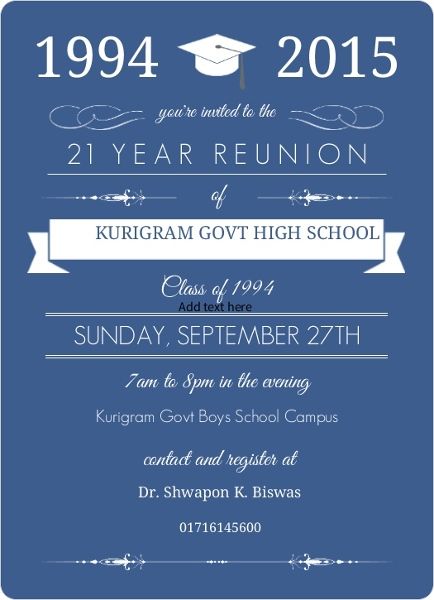 1994 2015
you're invited to the
21 YEAR REUNION
of
KURIGRAM GOVT HIGH SCHOOL
Class of 1994
Add text here
SUNDAY, SEPTEMBER 27TH
7am to 8pm in the evening
Kurigram Govt Boys School Campus
contact and register at
Dr. Shwapon K. Biswas
01716145600